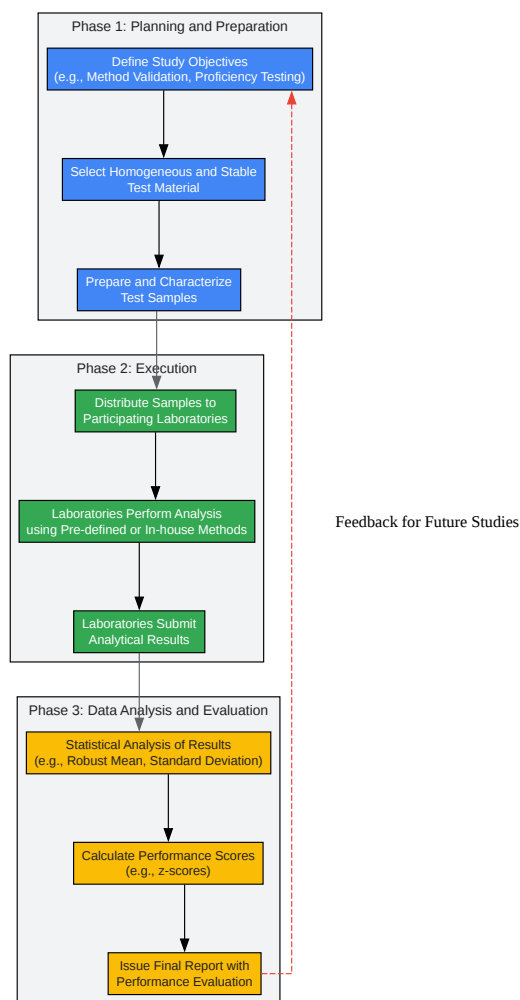 Phase 1: Planning and Preparation
Define Study Objectives
(e.g., Method Validation, Proficiency Testing)
Select Homogeneous and Stable
Test Material
Prepare and Characterize
Test Samples
Phase 2: Execution
Distribute Samples to
Participating Laboratories
Laboratories Perform Analysis
using Pre-defined or In-house Methods
Feedback for Future Studies
Laboratories Submit
Analytical Results
Phase 3: Data Analysis and Evaluation
Statistical Analysis of Results
(e.g., Robust Mean, Standard Deviation)
Calculate Performance Scores
(e.g., z-scores)
Issue Final Report with
Performance Evaluation